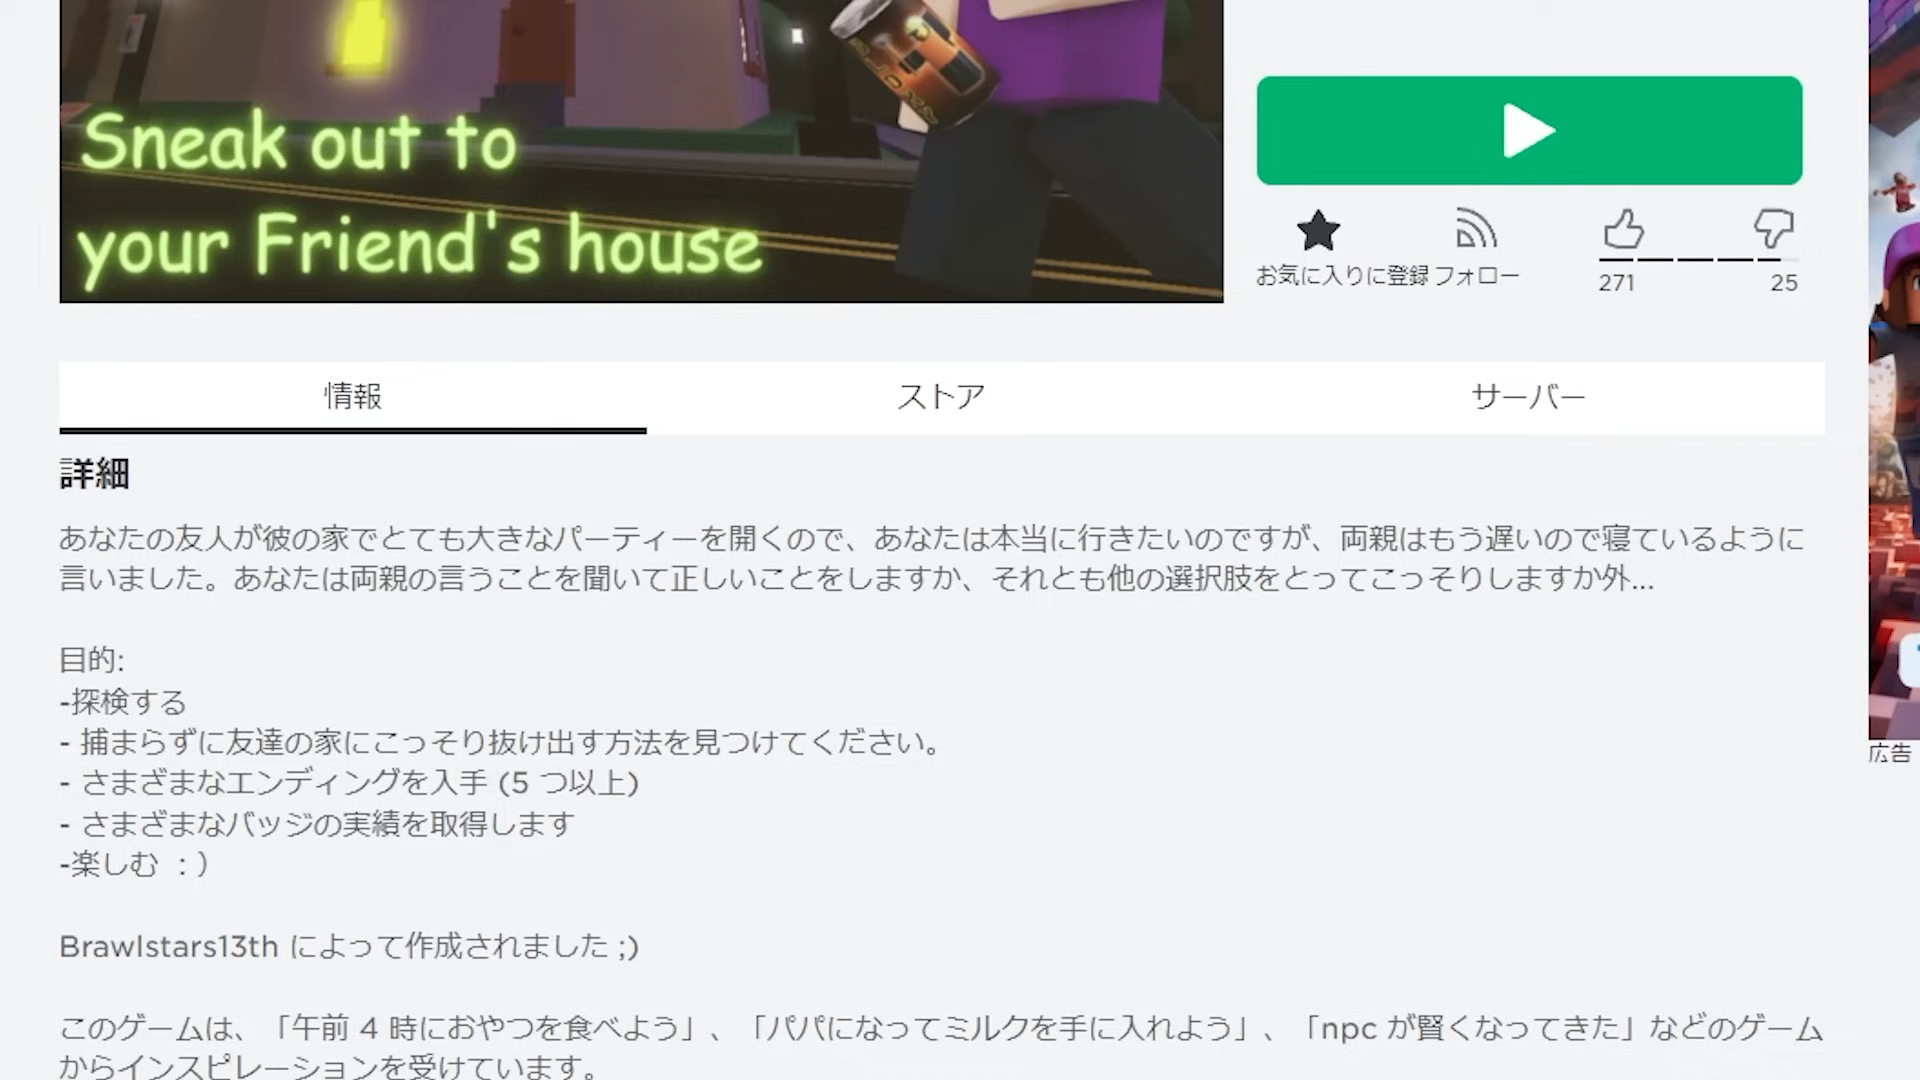 Sneak out to
your Friend's house
お気に入りに登録 フォロー
271
25
情報
ストア
サーバー
詳細
あなたの友人が彼の家でとても大きなパーティーを開くので、あなたは本当に行きたいのですが、両親はもう遅いので寝ているように
言いました。あなたは両親の言うことを聞いて正しいことをしますか、それとも他の選択肢をとってこっそりしますか外...
目的:
-探検する
- 捕まらずに友達の家にこっそり抜け出す方法を見つけてください。
- さまざまなエンディングを入手 (5 つ以上)
- さまざまなバッジの実績を取得します
-楽しむ ：）
Brawlstars13th によって作成されました ;)
このゲームは、「午前 4 時におやつを食べよう」、「パパになってミルクを手に入れよう」、「npc が賢くなってきた」などのゲーム
からインスピレーションを受けています。
広告